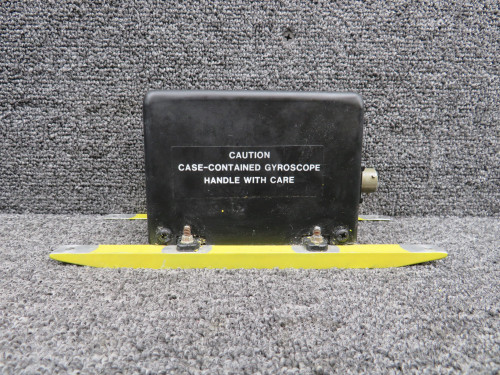 CAUTION
CASE-CONTAINED GYROSCOPE
HANDLE WITH CARE